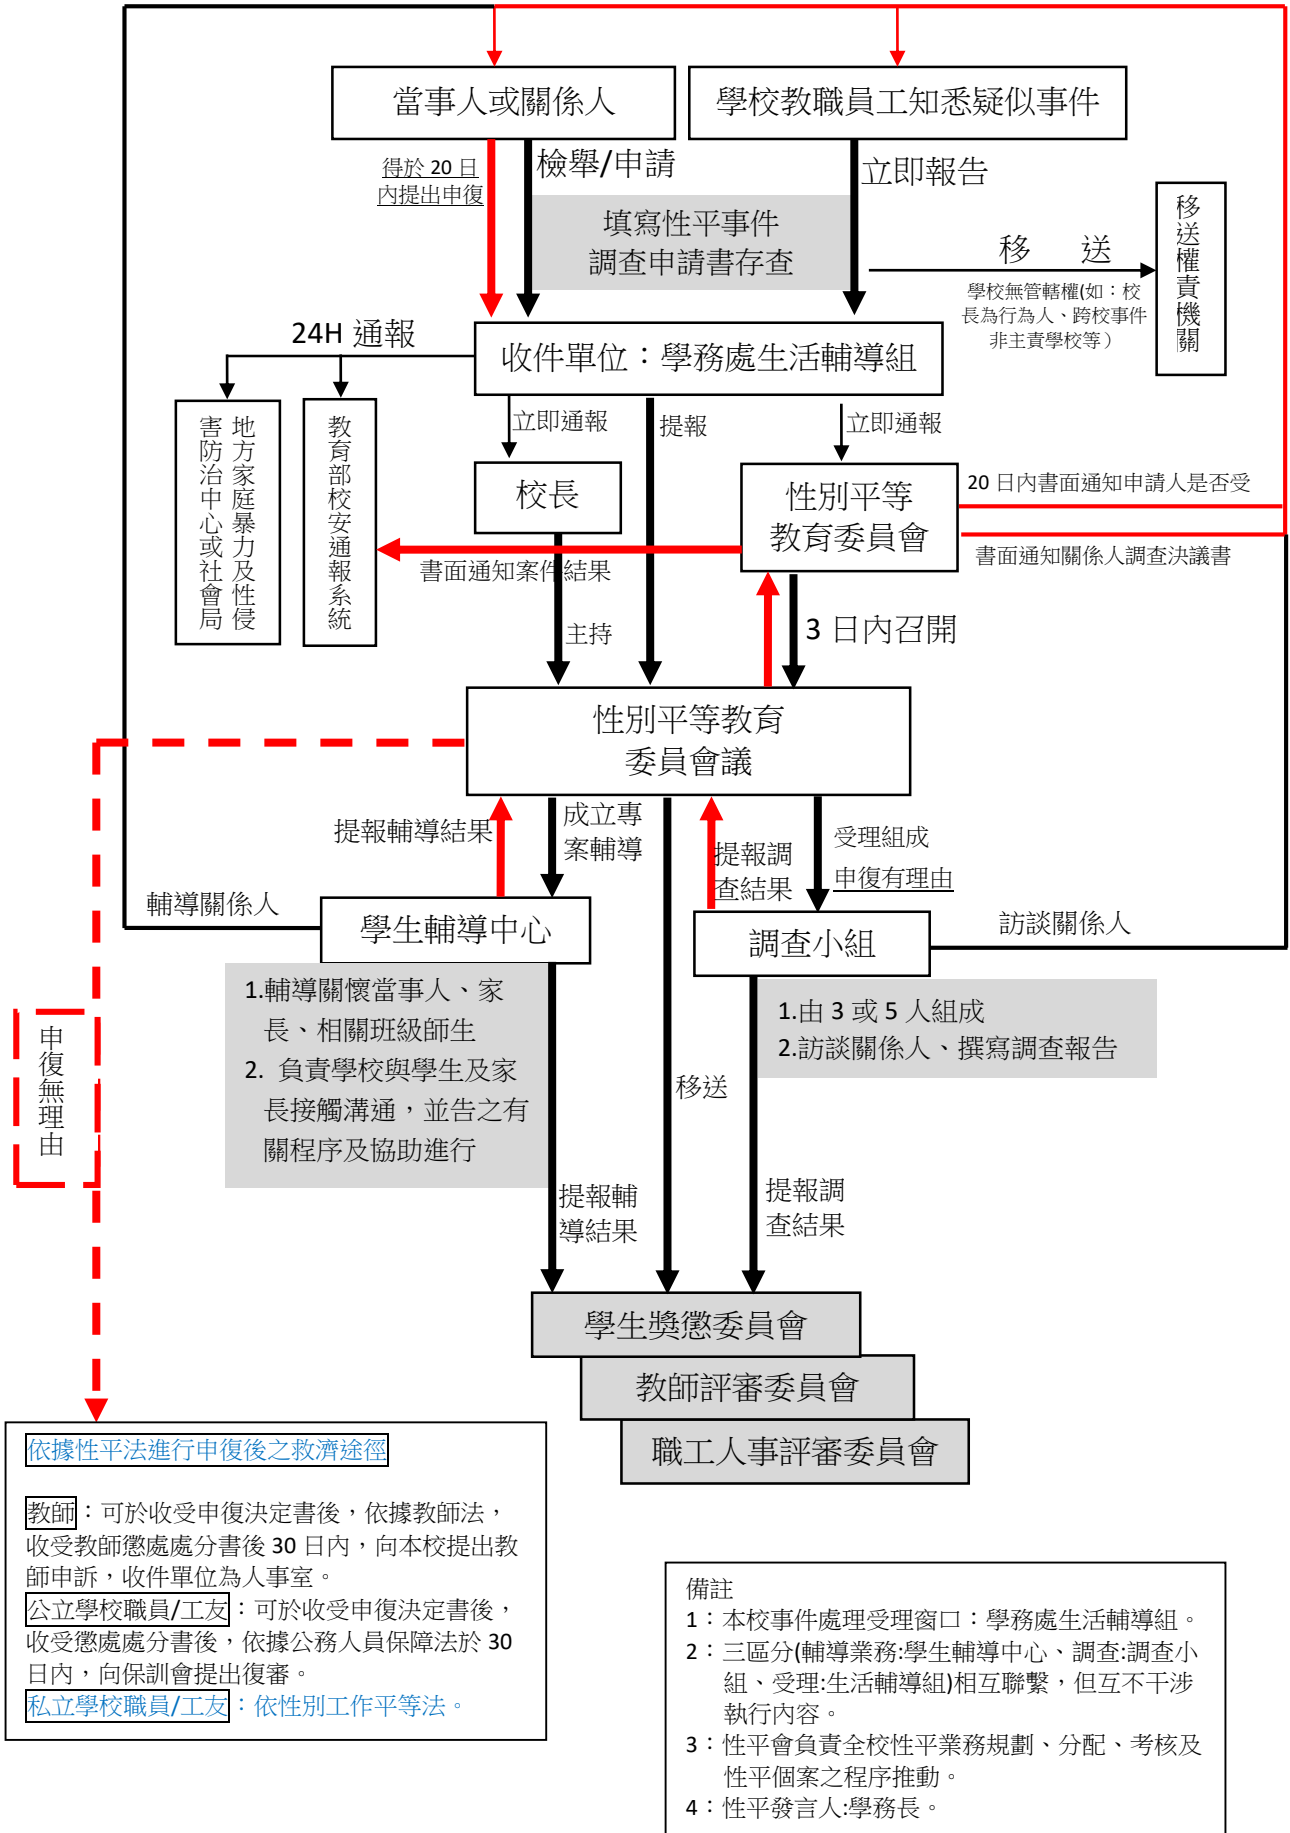 當事人或關係人
學校教職員工知悉疑似事件
得於 20 日
內提出申復
檢舉/申請
立即報告
填寫性平事件
調查申請書存查
移　送
移送權責機關
學校無管轄權(如：校
長為行為人、跨校事件
非主責學校等）
24H 通報
收件單位：學務處生活輔導組
地方家庭暴力及性侵
害防治中心或社會局
教育部校安通報系統
立即通報
提報
立即通報
校長
性別平等
教育委員會
20 日內書面通知申請人是否受
書面通知關係人調查決議書
書面通知案件結果
主持
3 日內召開
性別平等教育
委員會議
提報輔導結果
成立專
案輔導
提報調
查結果
受理組成
申復有理由
輔導關係人
學生輔導中心
調查小組
訪談關係人
1.輔導關懷當事人、家
長、相關班級師生
2. 負責學校與學生及家
長接觸溝通，並告之有
關程序及協助進行
1.由 3 或 5 人組成
2.訪談關係人、撰寫調查報告
申復無理由
移送
提報輔
導結果
提報調
查結果
學生獎懲委員會
教師評審委員會
職工人事評審委員會
依據性平法進行申復後之救濟途徑
教師：可於收受申復決定書後，依據教師法，
收受教師懲處處分書後 30 日內，向本校提出教
師申訴，收件單位為人事室。
公立學校職員/工友：可於收受申復決定書後，
收受懲處處分書後，依據公務人員保障法於 30
日內，向保訓會提出復審。
私立學校職員/工友：依性別工作平等法。
備註
1：本校事件處理受理窗口：學務處生活輔導組。
2：三區分(輔導業務:學生輔導中心、調查:調查小
組、受理:生活輔導組)相互聯繫，但互不干涉
執行內容。
3：性平會負責全校性平業務規劃、分配、考核及
性平個案之程序推動。
4：性平發言人:學務長。